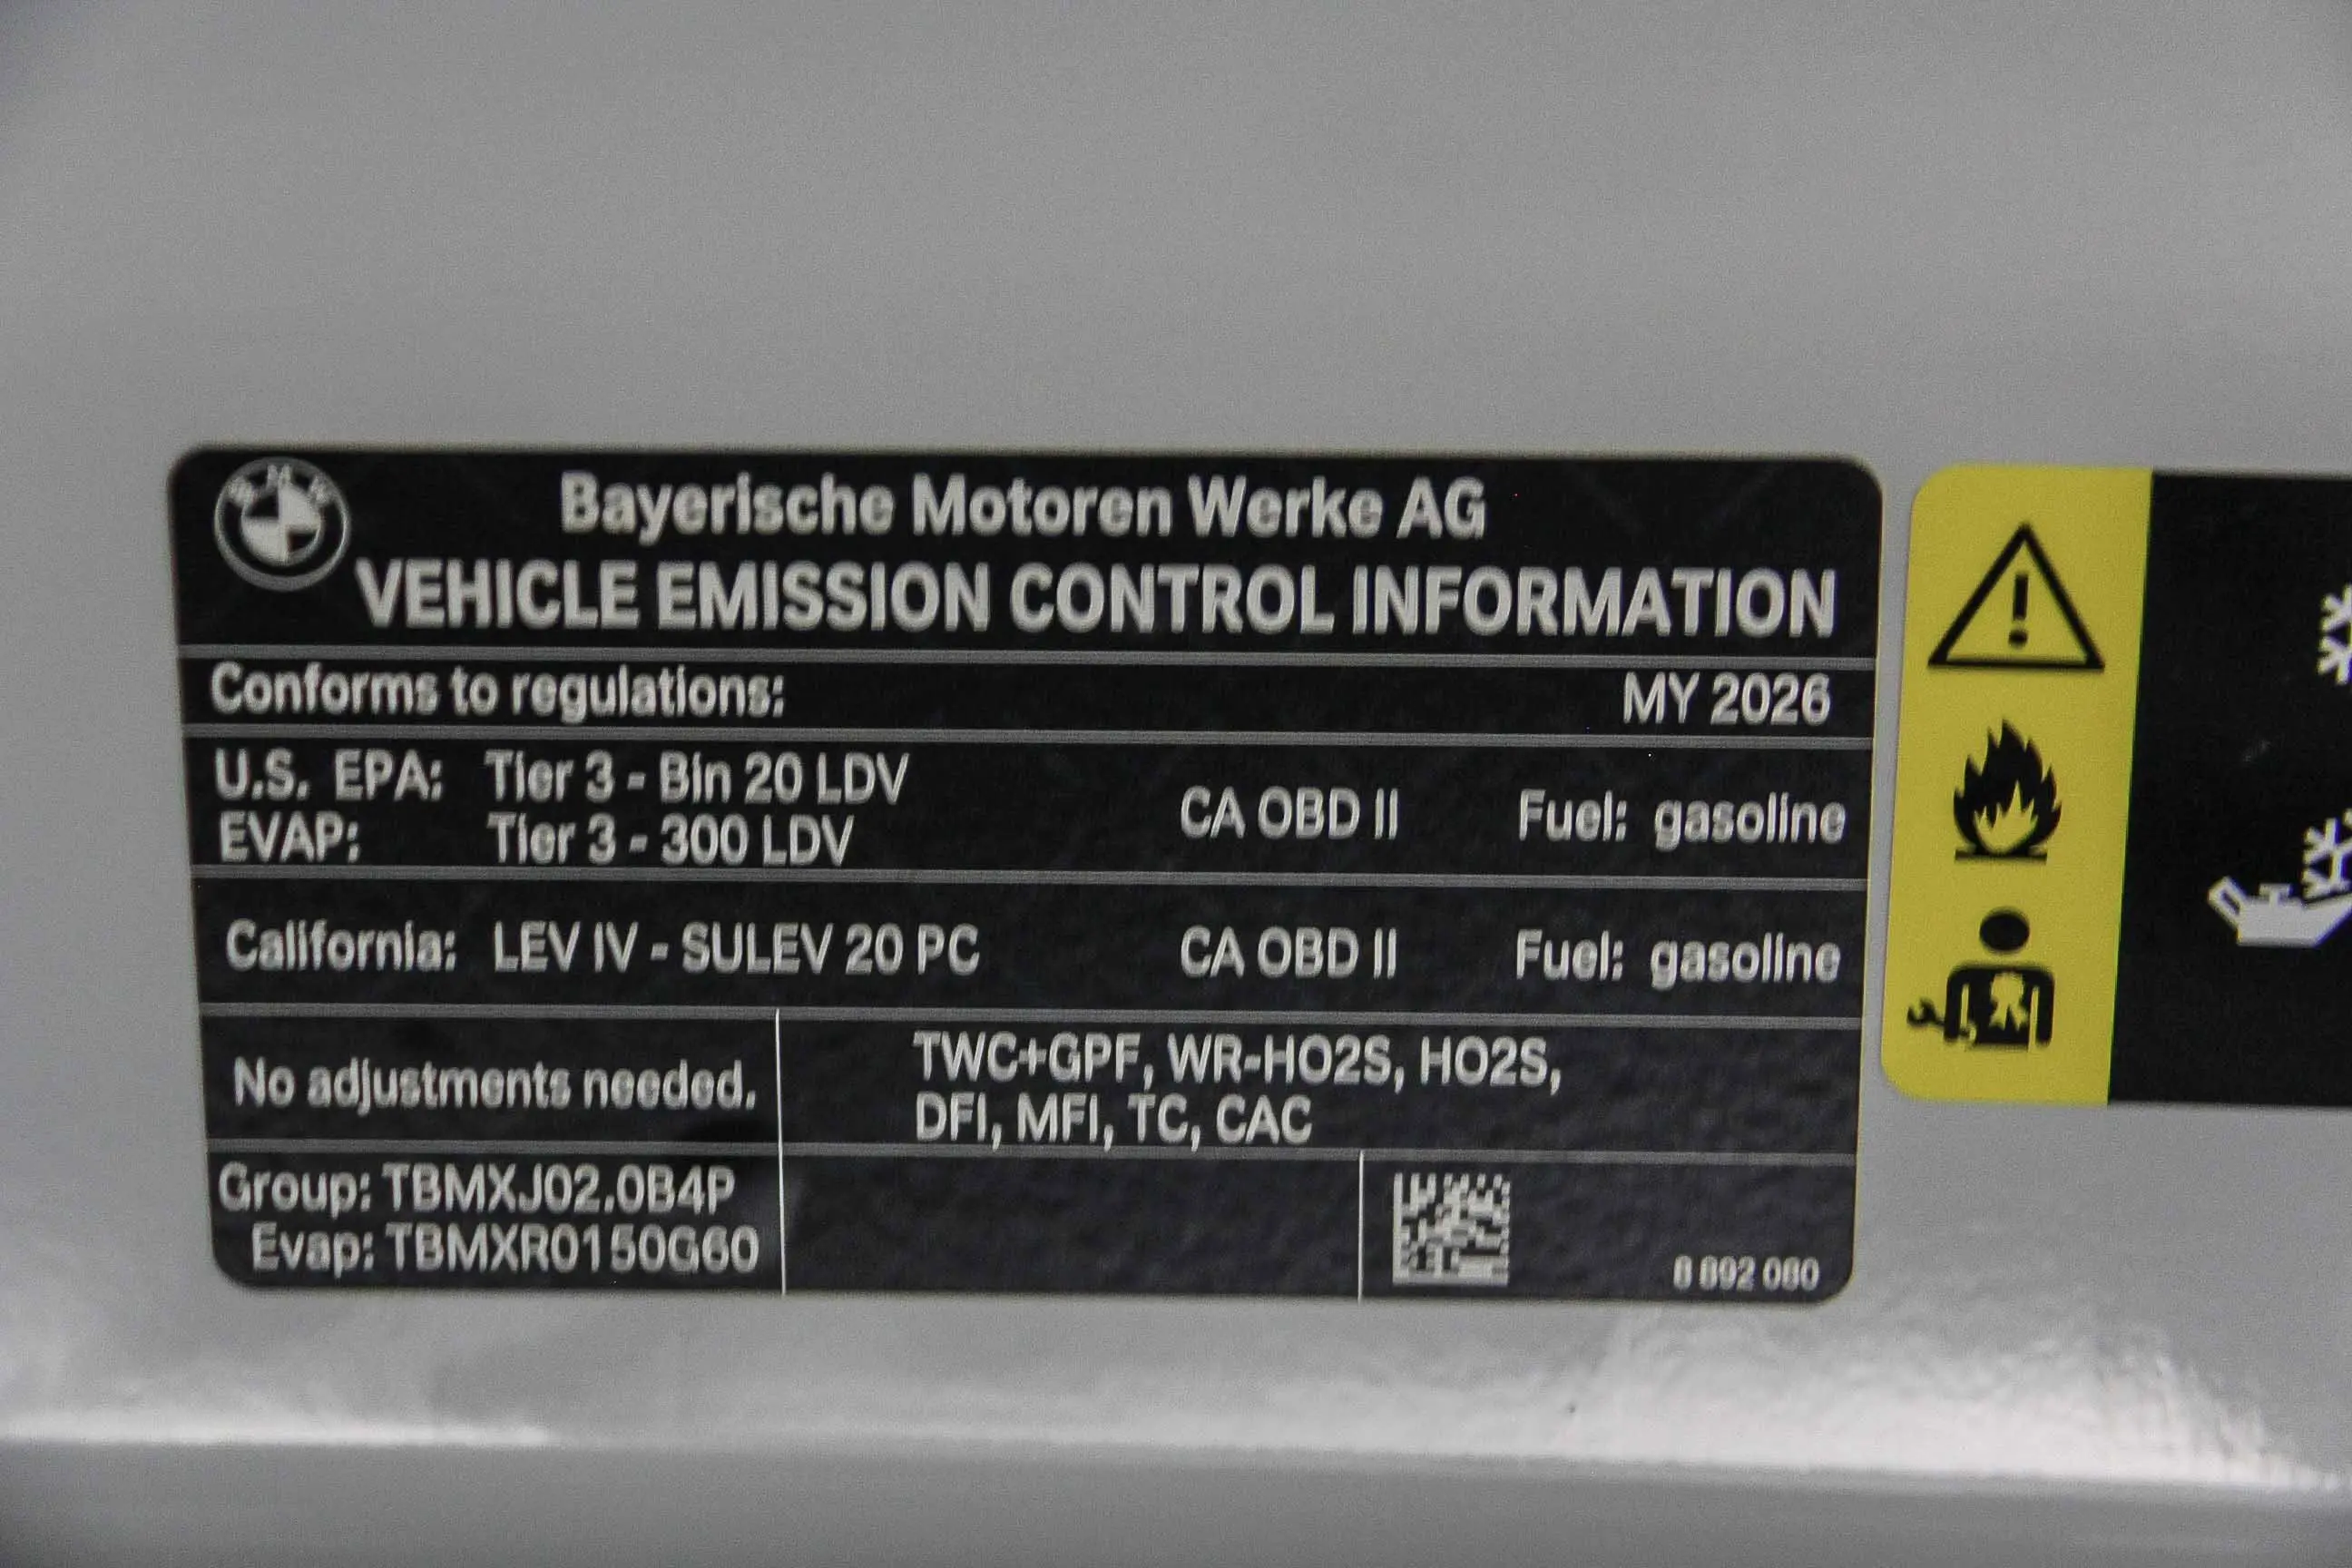 BMW
Bayerische Motoren Werke AG
VEHICLE EMISSION CONTROL INFORMATION
Conforms to regulations: MY 2026
U.S. EPA: Tier 3 - Bin 20 LDV CA OBD II Fuel: gasoline
EVAP: Tier 3 - 300 LDV
California: LEV IV - SULEV 20 PC CA OBD II Fuel: gasoline
No adjustments needed.
TWC+GPF, WR-HO2S, HO2S,
DFI, MFI, TC, CAC
Group: TBMXJ02.0B4P
Evap: TBMXR0150G60